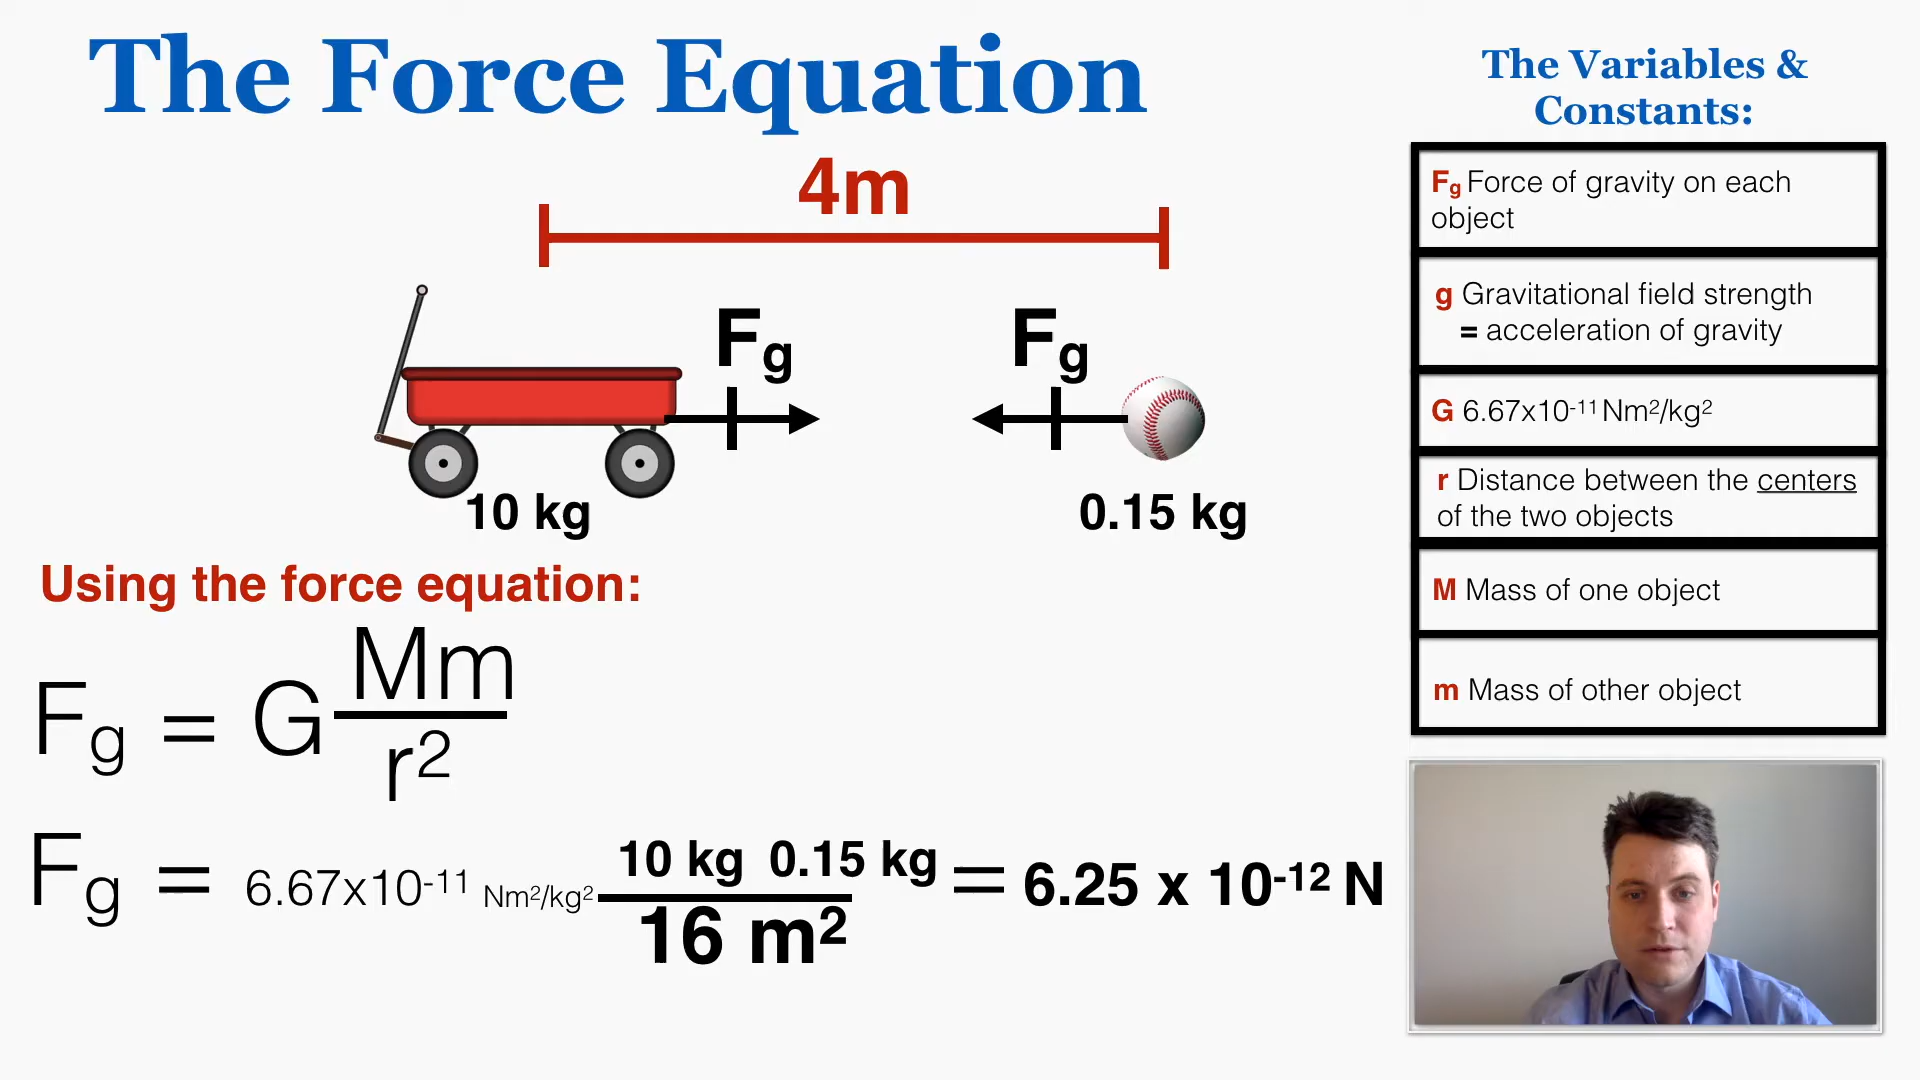 The Force Equation
4m
Fg
Fg
10 kg
0.15 kg
Using the force equation:
Fg = G Mm
r²
Fg = 6.67x10⁻¹¹ Nm²/kg² 10 kg 0.15 kg = 6.25 x 10⁻¹² N
16 m²
The Variables &
Constants:
Fg Force of gravity on each
object
g Gravitational field strength
= acceleration of gravity
G 6.67x10⁻¹¹ Nm²/kg²
r Distance between the centers
of the two objects
M Mass of one object
m Mass of other object